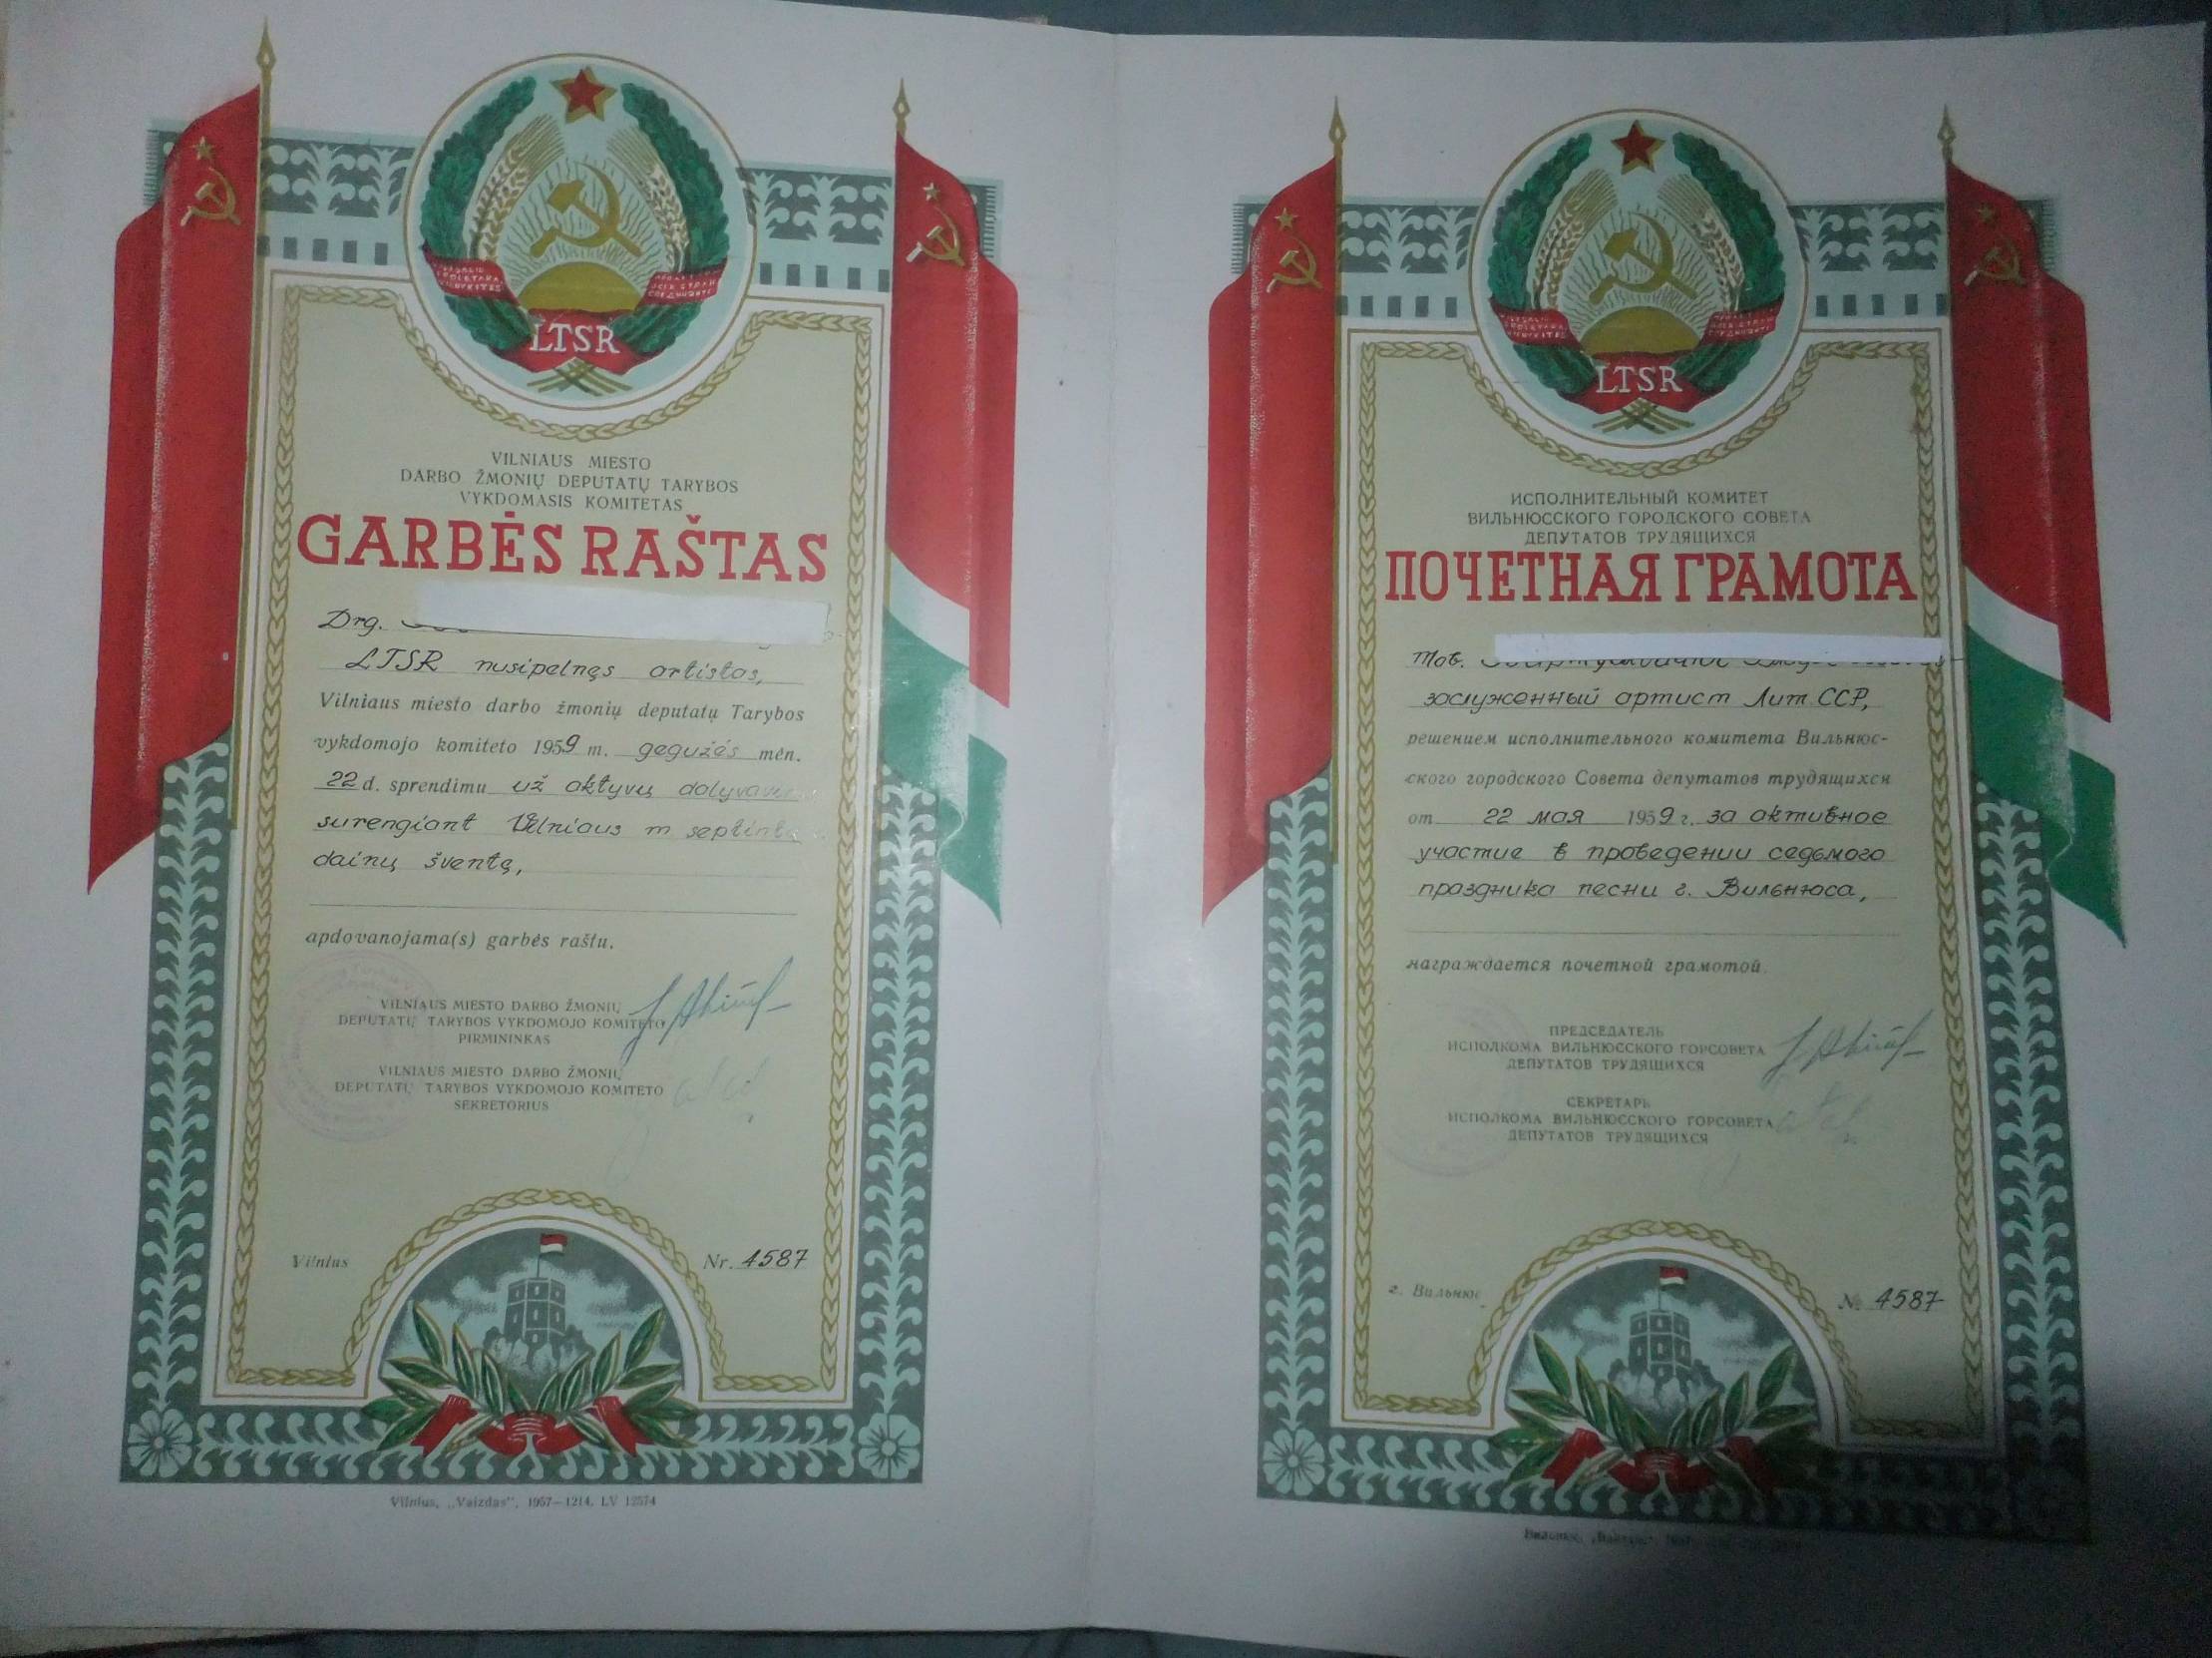 LTSR
VILNIAUS MIESTO
DARBO ŽMONIŲ DEPUTATŲ TARYBOS
VYKDOMASIS KOMITETAS
GARBĖS RAŠTAS
Drg.
LTSR nusipelnęs artistas,
Vilniaus miesto darbo žmonių deputatų Tarybos
vykdomojo komiteto 1959 m. gegužės mėn.
22 d. sprendimu už aktyvų
surengiant Vilniaus m
dainų šventę,
apdovanojama(s) garbės raštu.
VILNIAUS MIESTO DARBO ŽMONIŲ
DEPUTATŲ TARYBOS VYKDOMOJO KOMITETO
PIRMININKAS
VILNIAUS MIESTO DARBO ŽMONIŲ
DEPUTATŲ TARYBOS VYKDOMOJO KOMITETO
SEKRETORIUS
Vilnius Nr. 4587
Vilnius, „Vaizdas", 1957—1214. LV 12574
LTSR
ИСПОЛНИТЕЛЬНЫЙ КОМИТЕТ
ВИЛЬНЮССКОГО ГОРОДСКОГО СОВЕТА
ДЕПУТАТОВ ТРУДЯЩИХСЯ
ПОЧЕТНАЯ ГРАМОТА
Тов.
заслуженный артист Лит. ССР,
решением исполнительного комитета Вильнюс-
ского городского Совета депутатов трудящихся
от 22 мая 1959 г. за активное
участие в проведении седьмого
праздника песни г. Вильнюса,
награждается почетной грамотой
ПРЕДСЕДАТЕЛЬ
ИСПОЛКОМА ВИЛЬНЮССКОГО ГОРСОВЕТА
ДЕПУТАТОВ ТРУДЯЩИХСЯ
СЕКРЕТАРЬ
ИСПОЛКОМА ВИЛЬНЮССКОГО ГОРСОВЕТА
ДЕПУТАТОВ ТРУДЯЩИХСЯ
г. Вильнюс № 4587